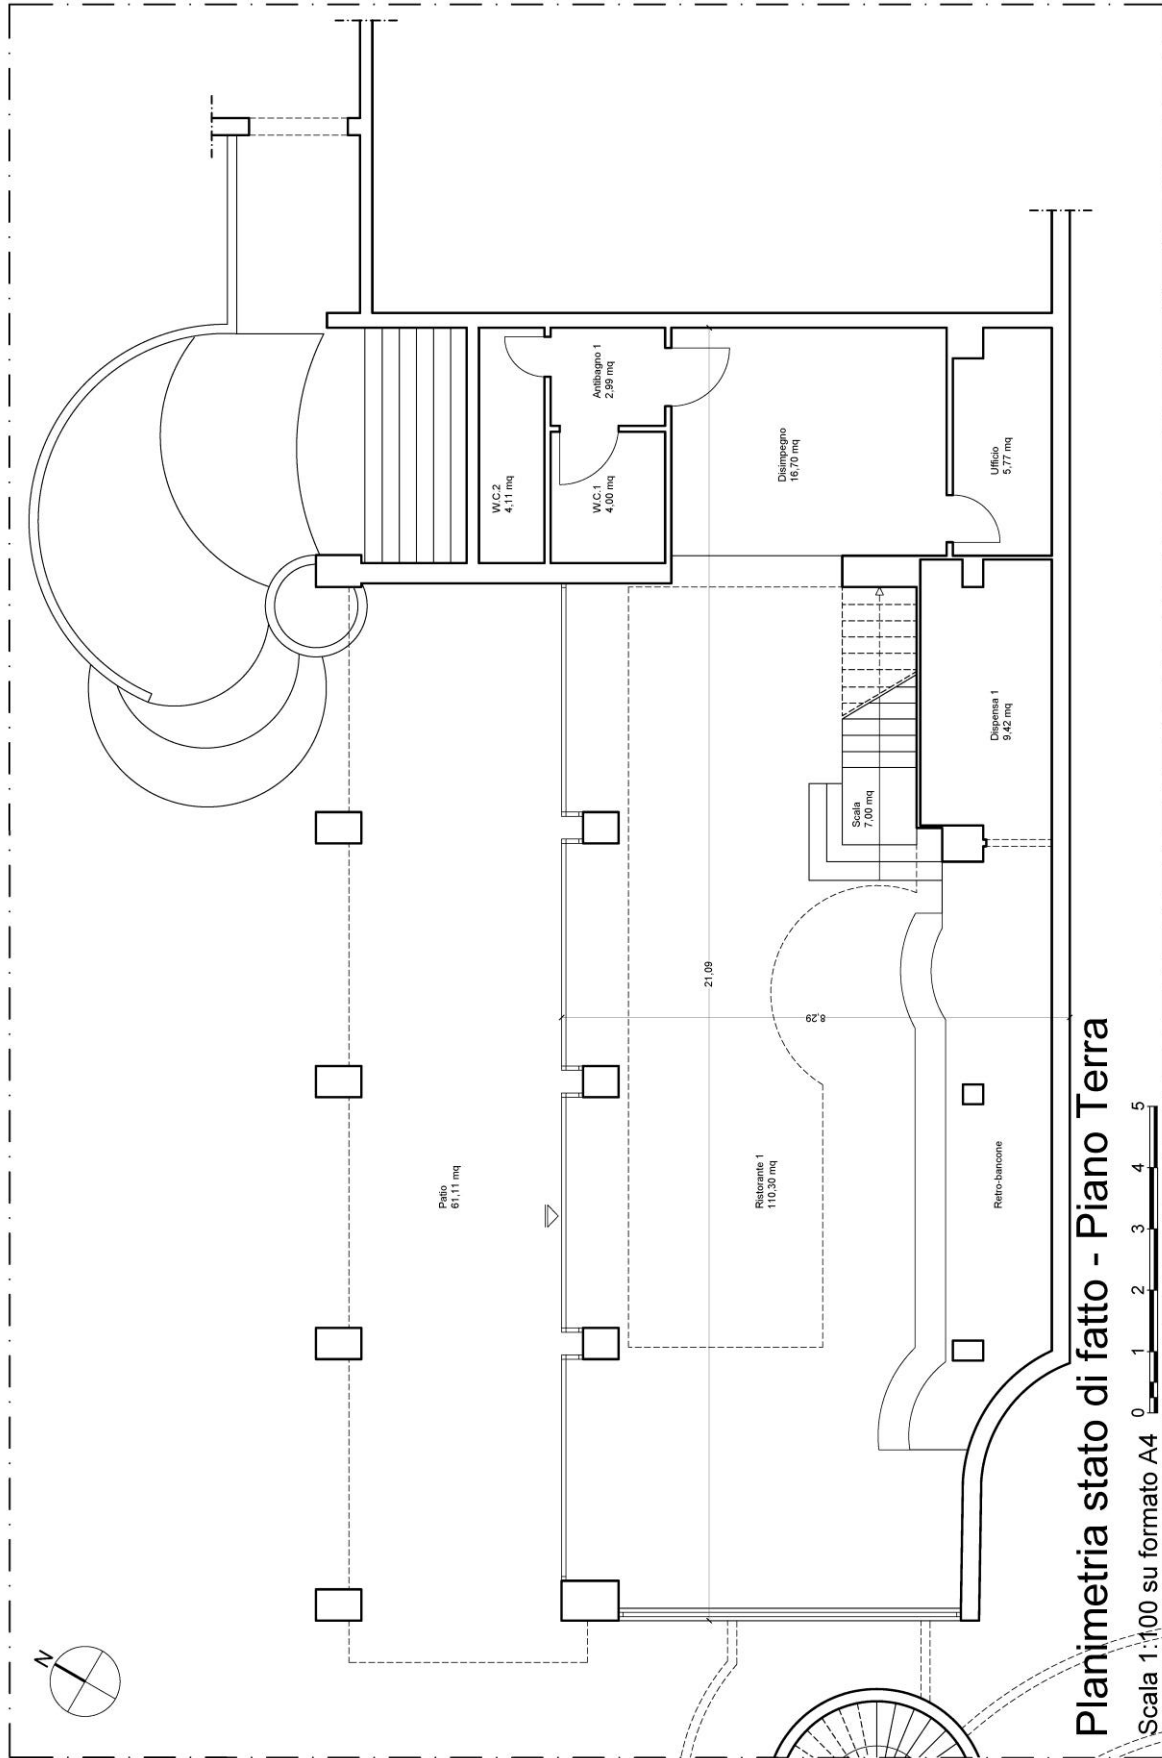 N
W.C.2
4,11 mq
Antibagno 1
2,99 mq
W.C.1
4,00 mq
Disimpegno
16,70 mq
Ufficio
5,77 mq
Patio
61,11 mq
Ristorante 1
110,30 mq
21,09
8,29
Scala
7,00 mq
Dispensa 1
9,42 mq
Retro-bancone
Planimetria stato di fatto - Piano Terra
Scala 1:100 su formato A4
0 1 2 3 4 5